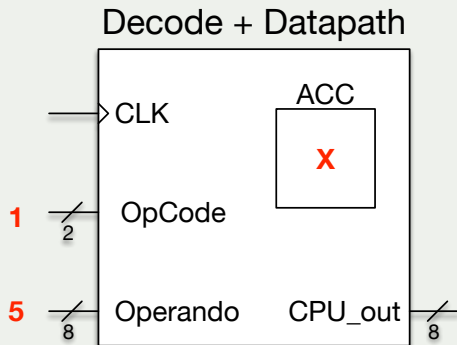 Decode + Datapath
CLK
ACC
X
1
2
OpCode
5
8
Operando
CPU_out
8